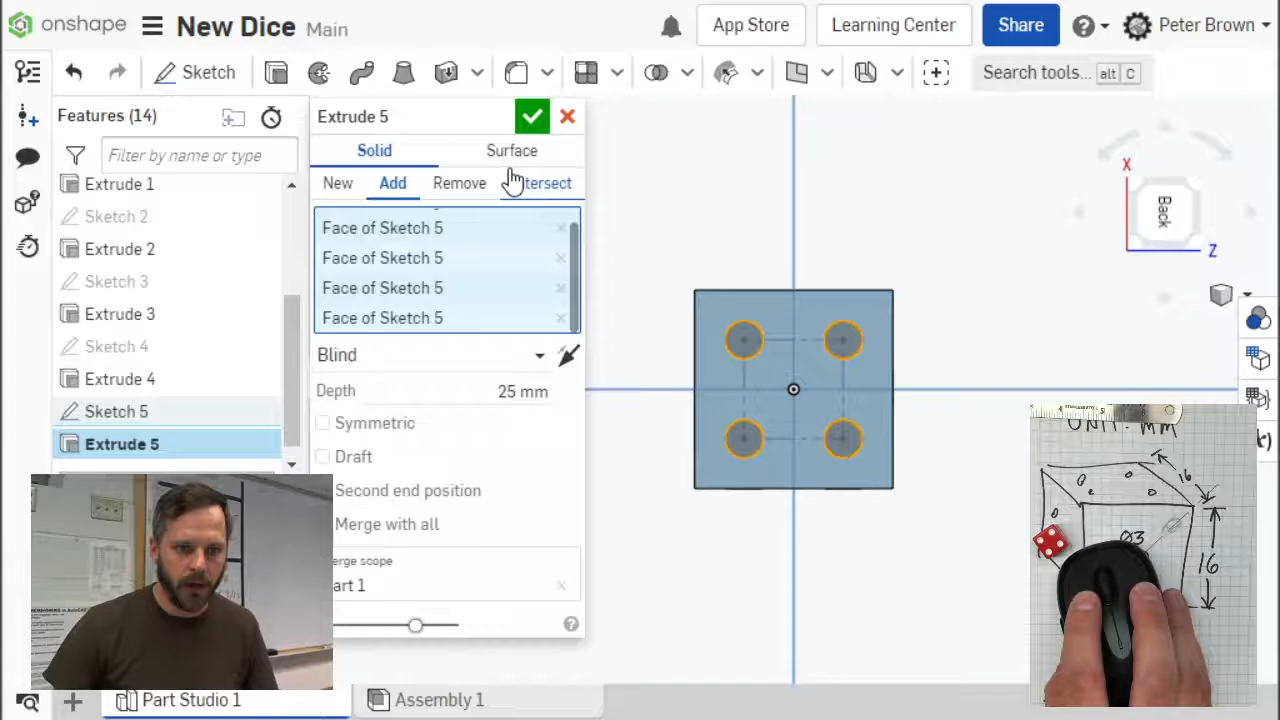 onshape New Dice Main App Store Learning Center Share Peter Brown
Sketch Search tools... alt C
Features (14)
Filter by name or type
Extrude 1
Sketch 2
Extrude 2
Sketch 3
Extrude 3
Sketch 4
Extrude 4
Sketch 5
Extrude 5
Extrude 5
Solid Surface
New Add Remove ntersect
Face of Sketch 5
Face of Sketch 5
Face of Sketch 5
Face of Sketch 5
Blind
Depth 25 mm
Symmetric
Draft
Second end position
Merge with all
erge scope
art 1
X
Back
Z
UNIT: MM
16
Ø3
16
Part Studio 1 Assembly 1